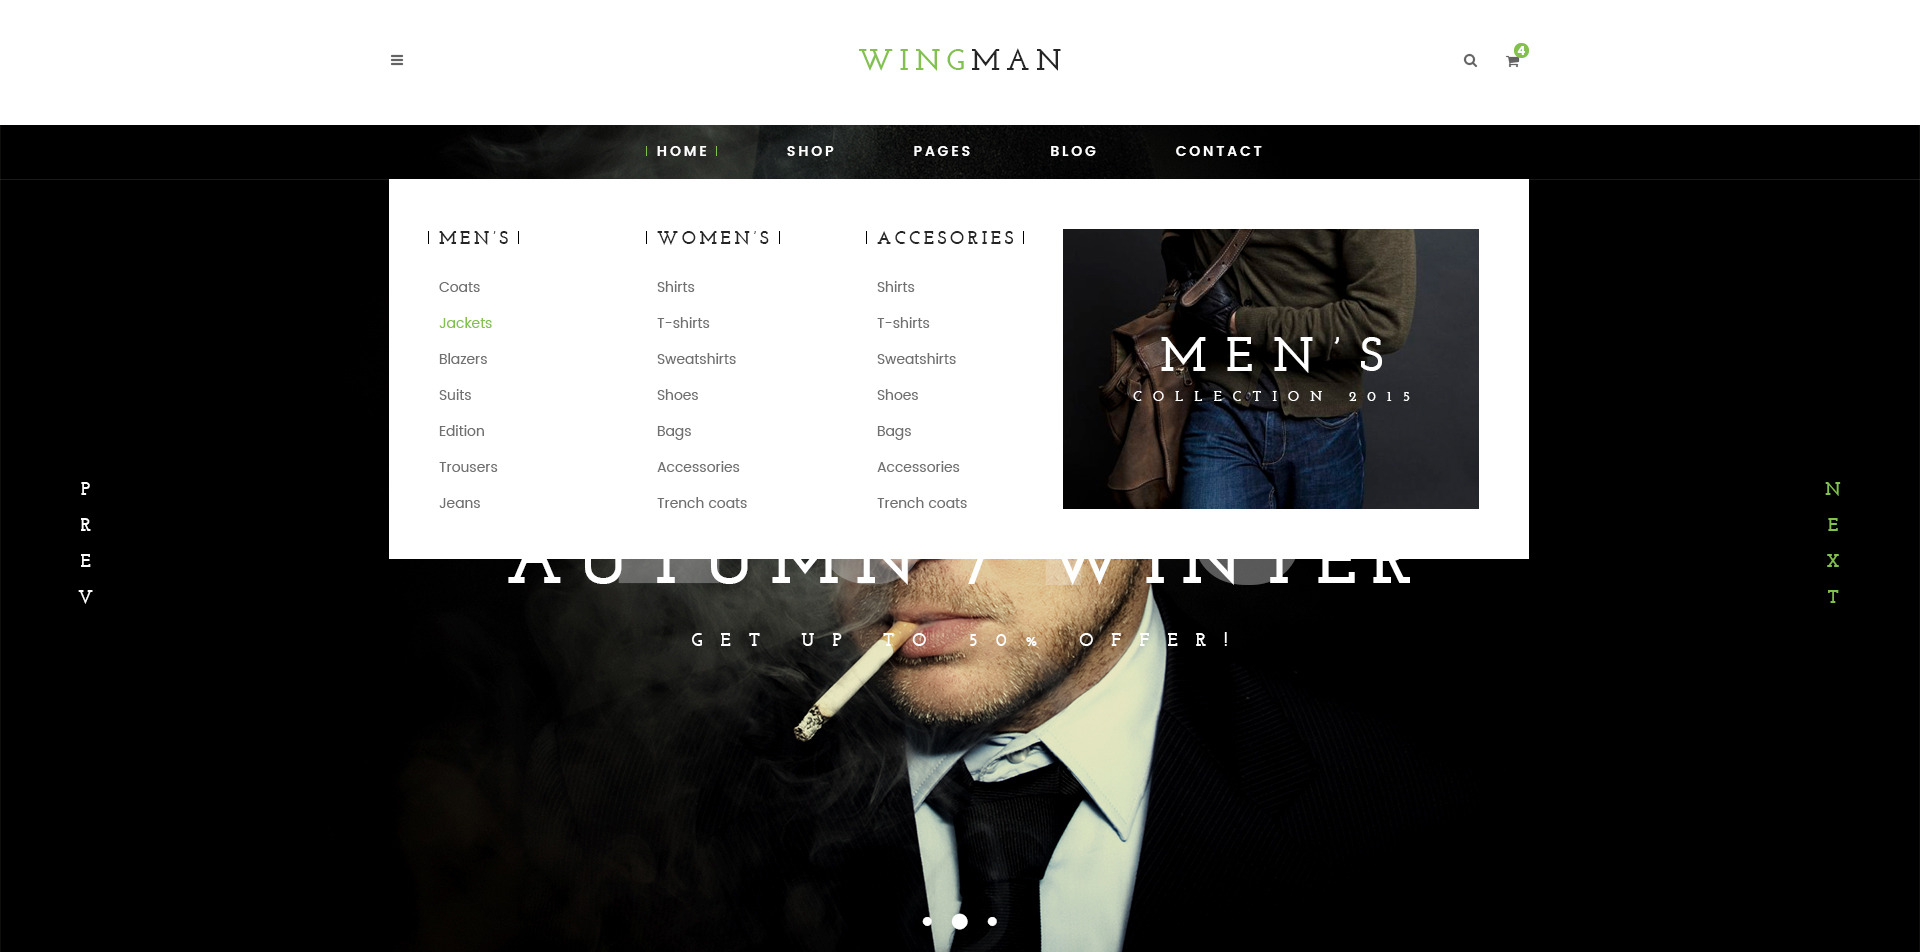 WINGMAN
4
HOME SHOP PAGES BLOG CONTACT
MEN'S
Coats
Jackets
Blazers
Suits
Edition
Trousers
Jeans
WOMEN'S
Shirts
T-shirts
Sweatshirts
Shoes
Bags
Accessories
Trench coats
ACCESORIES
Shirts
T-shirts
Sweatshirts
Shoes
Bags
Accessories
Trench coats
MEN'S
COLLECTION 2015
PREV
NEXT
AUTUMN / WINTER
GET UP TO 50% OFFER!